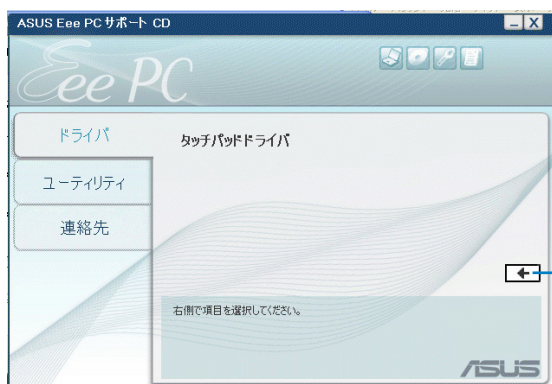 ASUS Eee PC サポート CD
Eee PC
ドライバ
タッチパッドドライバ
ユーティリティ
連絡先
右側で項目を選択してください。
ASUS